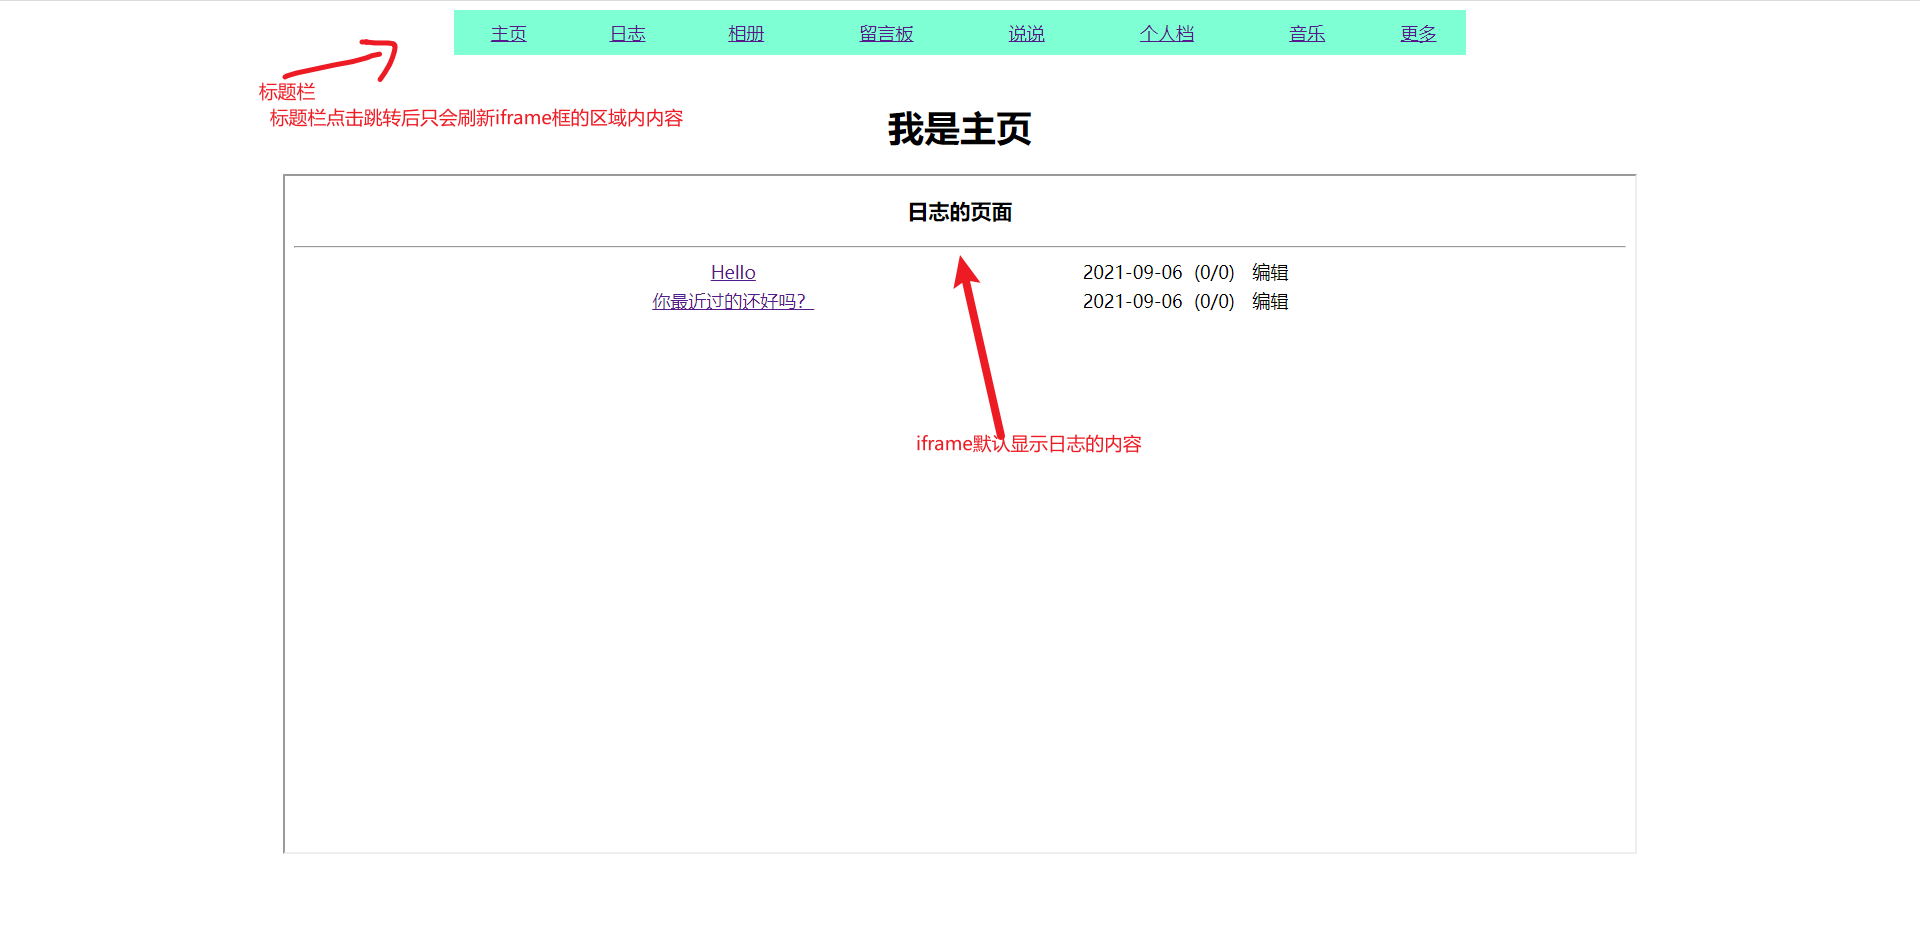 主页 日志 相册 留言板 说说 个人档 音乐 更多
标题栏
标题栏点击跳转后只会刷新iframe框的区域内内容
我是主页
日志的页面
Hello 2021-09-06 (0/0) 编辑
你最近过的还好吗？ 2021-09-06 (0/0) 编辑
iframe默认显示日志的内容